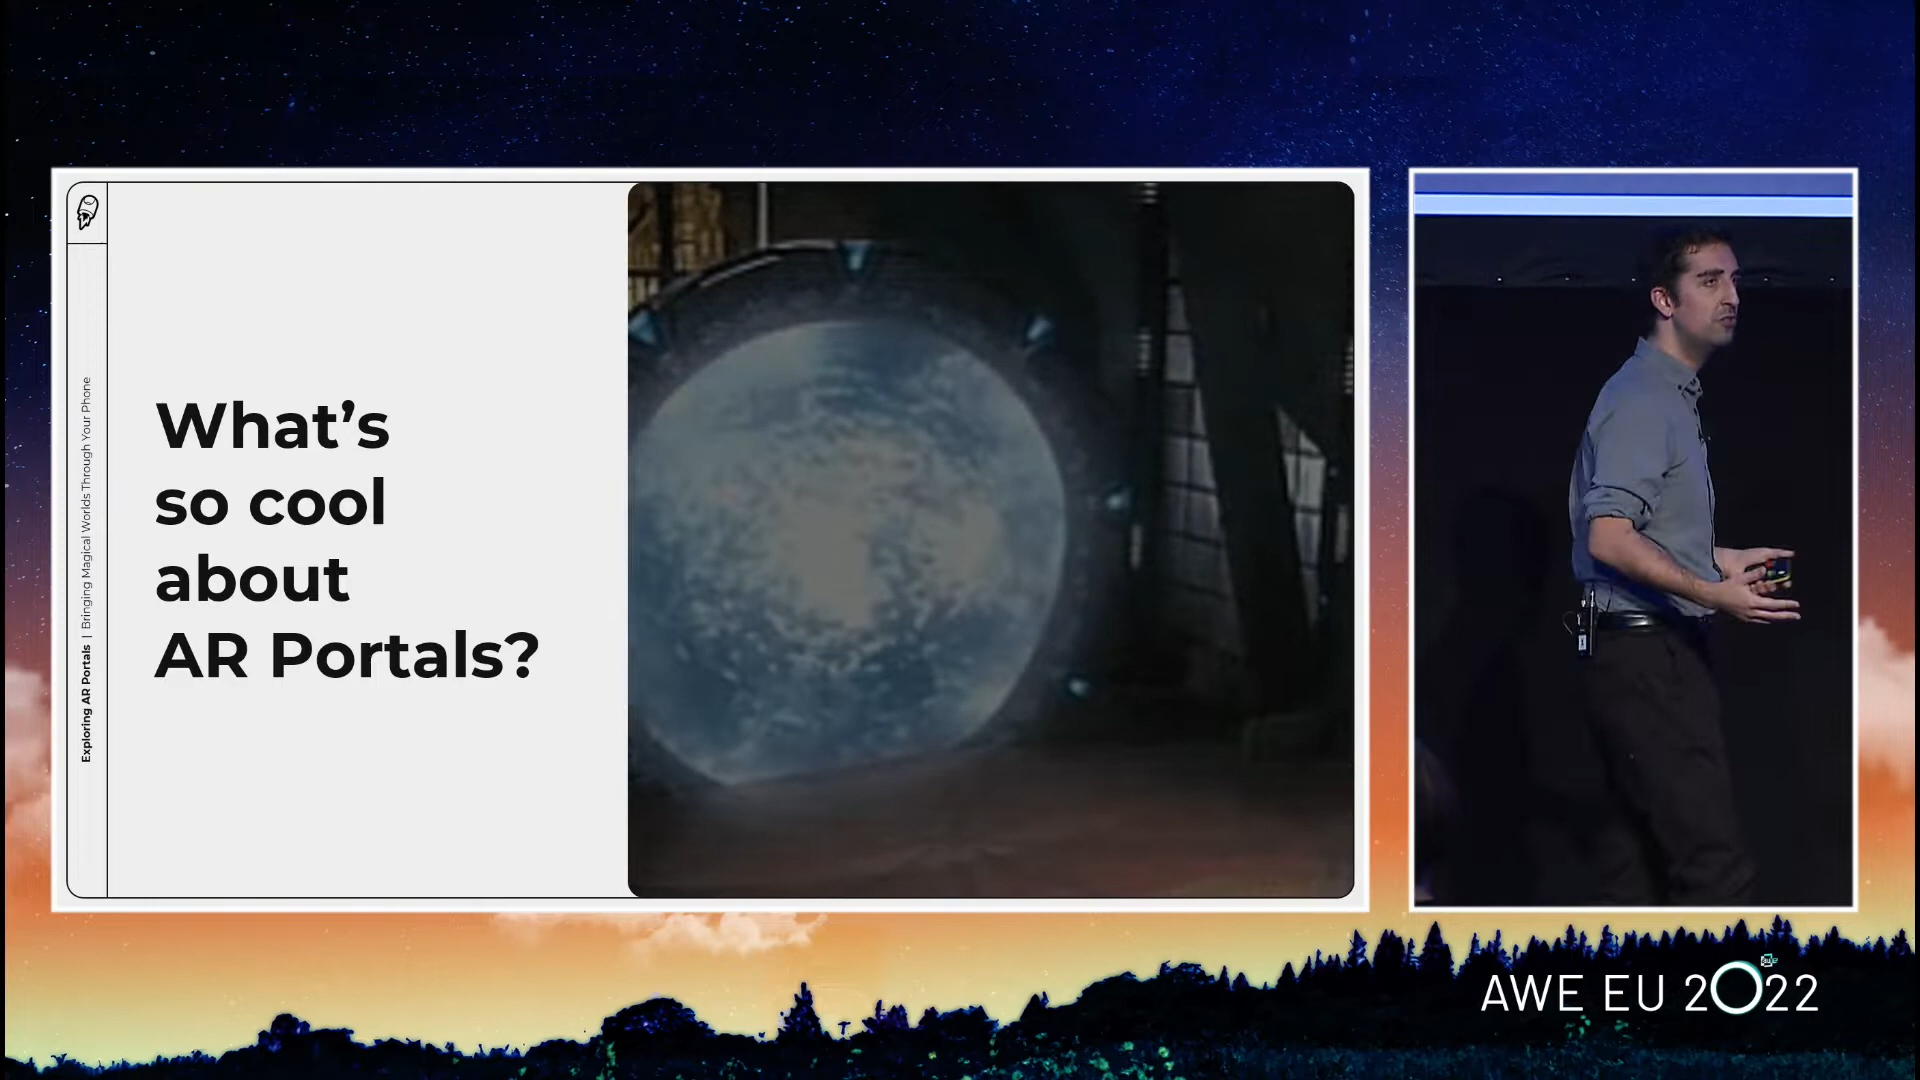 What's
so cool
about
AR Portals?
Exploring AR Portals | Bringing Magical Worlds Through Your Phone
AWE EU 2022